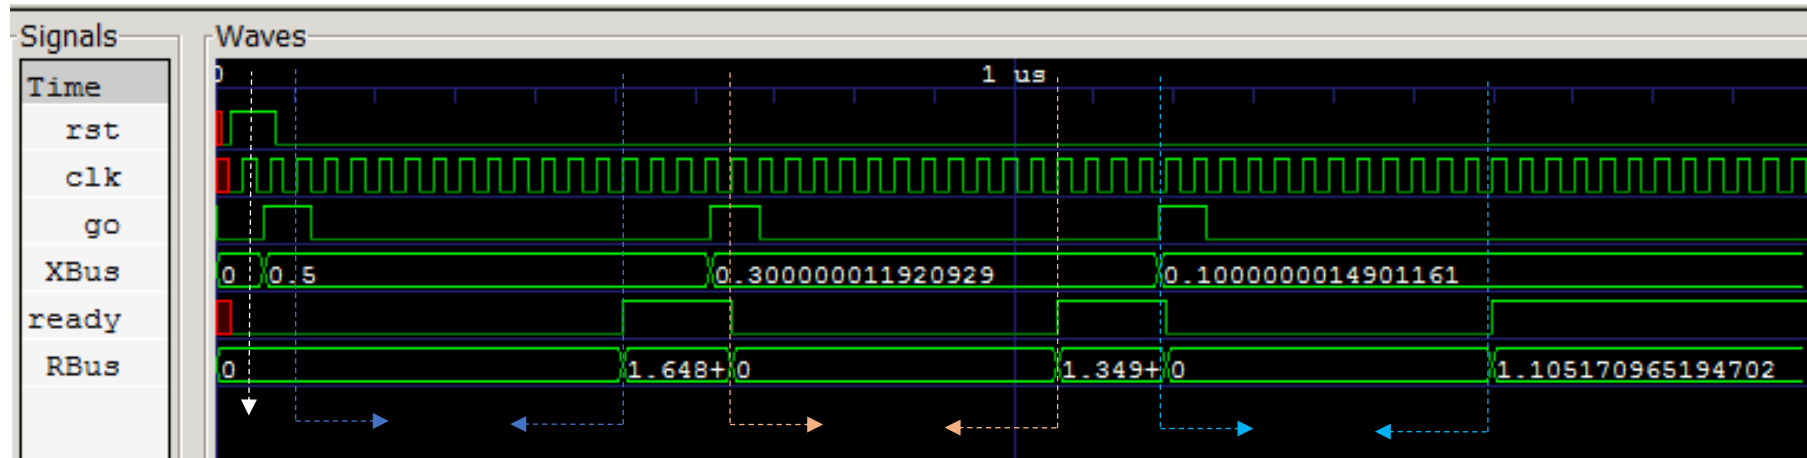 Signals
Waves
Time
0
1 us
rst
clk
go
XBus
0
0.5
0.300000011920929
0.1000000014901161
ready
RBus
0
1.648+
0
1.349+
0
1.105170965194702